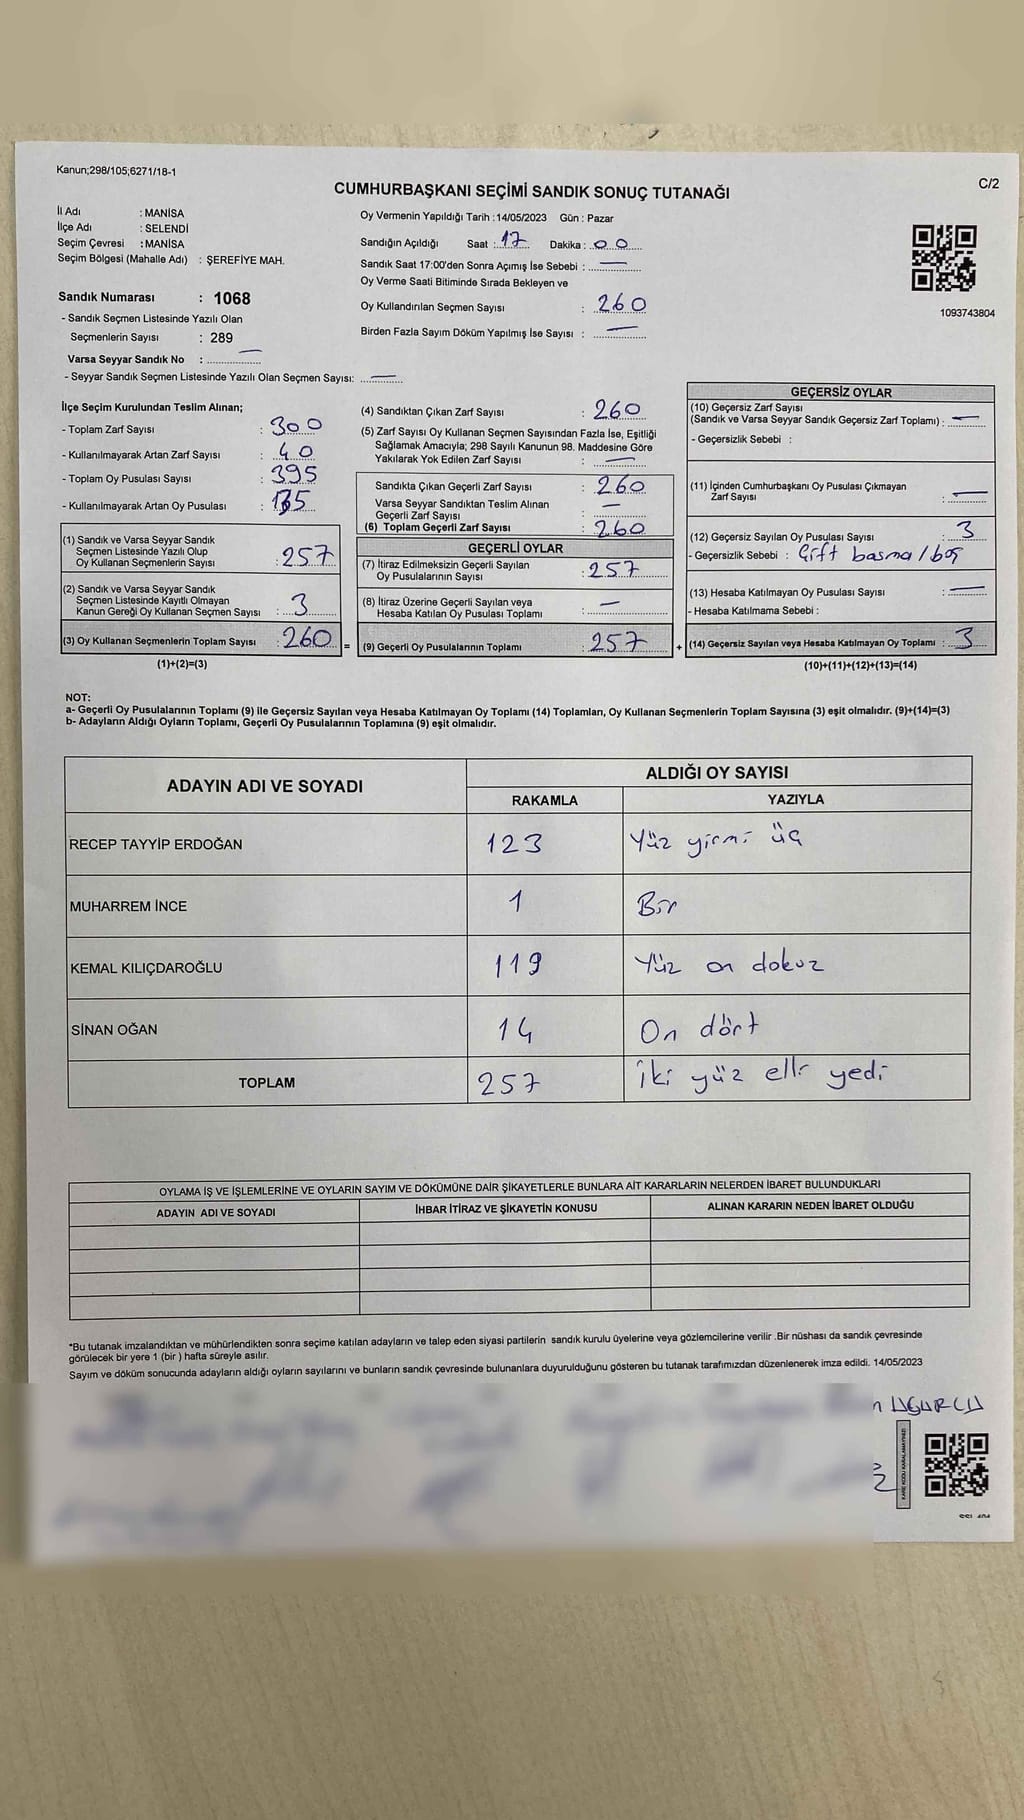 Kanun;298/105;6271/18-1
CUMHURBAŞKANI SEÇİMİ SANDIK SONUÇ TUTANAĞI
C/2
İl Adı : MANİSA
İlçe Adı : SELENDİ
Seçim Çevresi : MANİSA
Seçim Bölgesi (Mahalle Adı) : ŞEREFİYE MAH.
Sandık Numarası : 1068
- Sandık Seçmen Listesinde Yazılı Olan
Seçmenlerin Sayısı : 289
Varsa Seyyar Sandık No : —
- Seyyar Sandık Seçmen Listesinde Yazılı Olan Seçmen Sayısı: —
Oy Vermenin Yapıldığı Tarih :14/05/2023 Gün : Pazar
Sandığın Açıldığı Saat : 17 Dakika : 00
Sandık Saat 17:00'den Sonra Açımış İse Sebebi : —
Oy Verme Saati Bitiminde Sırada Bekleyen ve
Oy Kullandırılan Seçmen Sayısı : 260
Birden Fazla Sayım Döküm Yapılmış İse Sayısı : —
1093743804
İlçe Seçim Kurulundan Teslim Alınan;
- Toplam Zarf Sayısı : 300
- Kullanılmayarak Artan Zarf Sayısı : 40
- Toplam Oy Pusulası Sayısı : 395
- Kullanılmayarak Artan Oy Pusulası :
(1) Sandık ve Varsa Seyyar Sandık
Seçmen Listesinde Yazılı Olup
Oy Kullanan Seçmenlerin Sayısı : 257
(2) Sandık ve Varsa Seyyar Sandık
Seçmen Listesinde Kayıtlı Olmayan
Kanun Gereği Oy Kullanan Seçmen Sayısı : 3
(3) Oy Kullanan Seçmenlerin Toplam Sayısı : 260 =
(1)+(2)=(3)
(4) Sandıktan Çıkan Zarf Sayısı : 260
(5) Zarf Sayısı Oy Kullanan Seçmen Sayısından Fazla İse, Eşitliği
Sağlamak Amacıyla; 298 Sayılı Kanunun 98. Maddesine Göre
Yakılarak Yok Edilen Zarf Sayısı : —
Sandıkta Çıkan Geçerli Zarf Sayısı : 260
Varsa Seyyar Sandıktan Teslim Alınan
Geçerli Zarf Sayısı : —
(6) Toplam Geçerli Zarf Sayısı : 260
GEÇERLİ OYLAR
(7) İtiraz Edilmeksizin Geçerli Sayılan
Oy Pusulalarının Sayısı : 257
(8) İtiraz Üzerine Geçerli Sayılan veya
Hesaba Katılan Oy Pusulası Toplamı : —
(9) Geçerli Oy Pusulalarının Toplamı : 257 +
GEÇERSİZ OYLAR
(10) Geçersiz Zarf Sayısı
(Sandık ve Varsa Seyyar Sandık Geçersiz Zarf Toplamı) : —
- Geçersizlik Sebebi :
(11) İçinden Cumhurbaşkanı Oy Pusulası Çıkmayan
Zarf Sayısı : —
(12) Geçersiz Sayılan Oy Pusulası Sayısı : 3
- Geçersizlik Sebebi : Çift basma / boş
(13) Hesaba Katılmayan Oy Pusulası Sayısı : —
- Hesaba Katılmama Sebebi :
(14) Geçersiz Sayılan veya Hesaba Katılmayan Oy Toplamı : 3
(10)+(11)+(12)+(13)=(14)
NOT:
a- Geçerli Oy Pusulalarının Toplamı (9) ile Geçersiz Sayılan veya Hesaba Katılmayan Oy Toplamı (14) Toplamları, Oy Kullanan Seçmenlerin Toplam Sayısına (3) eşit olmalıdır. (9)+(14)=(3)
b- Adayların Aldığı Oyların Toplamı, Geçerli Oy Pusulalarının Toplamına (9) eşit olmalıdır.
ADAYIN ADI VE SOYADI
ALDIĞI OY SAYISI
RAKAMLA YAZIYLA
RECEP TAYYİP ERDOĞAN 123 Yüz yirmi üç
MUHARREM İNCE 1 Bir
KEMAL KILIÇDAROĞLU 119 Yüz on dokuz
SİNAN OĞAN 14 On dört
TOPLAM 257 İki yüz elli yedi
OYLAMA İŞ VE İŞLEMLERİNE VE OYLARIN SAYIM VE DÖKÜMÜNE DAİR ŞİKAYETLERLE BUNLARA AİT KARARLARIN NELERDEN İBARET BULUNDUKLARI
ADAYIN ADI VE SOYADI İHBAR İTİRAZ VE ŞİKAYETİN KONUSU ALINAN KARARIN NEDEN İBARET OLDUĞU
*Bu tutanak imzalandıktan ve mühürlendikten sonra seçime katılan adayların ve talep eden siyasi partilerin sandık kurulu üyelerine veya gözlemcilerine verilir .Bir nüshası da sandık çevresinde
görülecek bir yere 1 (bir ) hafta süreyle asılır.
Sayım ve döküm sonucunda adayların aldığı oyların sayılarını ve bunların sandık çevresinde bulunanlara duyurulduğunu gösteren bu tutanak tarafımızdan düzenlenerek imza edildi. 14/05/2023
KARE KODU KARALAMAYINIZ!